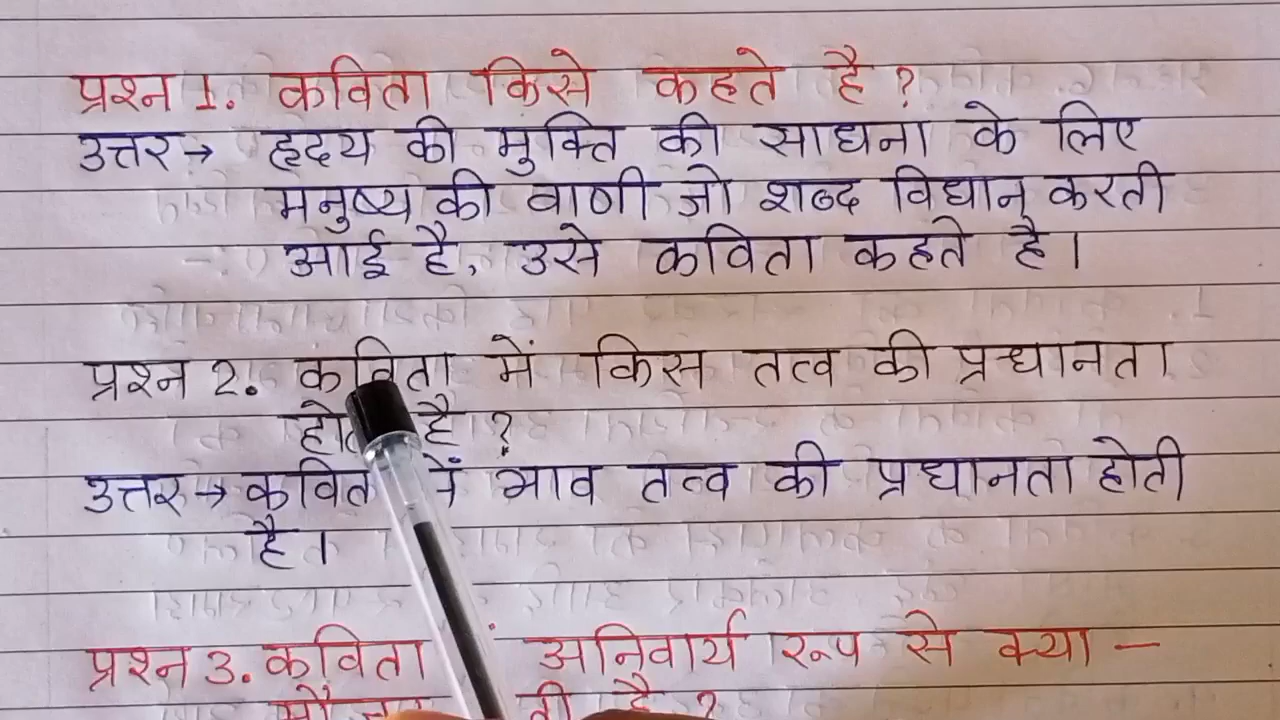 प्रश्न 1. कविता किसे कहते है ?
उत्तर → हृदय की मुक्ति की साधना के लिए
मनुष्य की वाणी जो शब्द विधान करती
आई है, उसे कविता कहते है।
प्रश्न 2. कविता में किस तत्व की प्रधानता
है ?
उत्तर → भाव तत्व की प्रधानता होती
है।
प्रश्न 3. कविता अनिवार्य रूप से क्या -
है ?